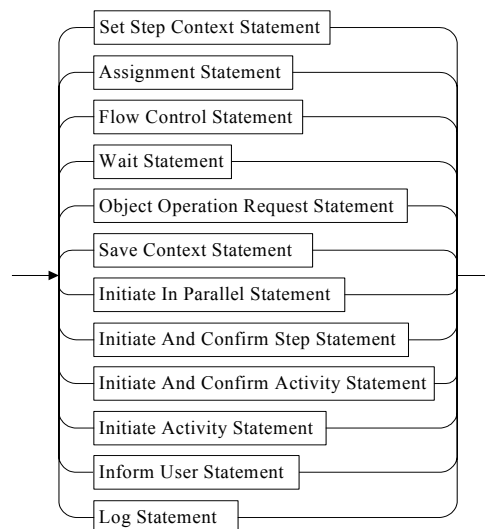 Set Step Context Statement
Assignment Statement
Flow Control Statement
Wait Statement
Object Operation Request Statement
Save Context Statement
Initiate In Parallel Statement
Initiate And Confirm Step Statement
Initiate And Confirm Activity Statement
Initiate Activity Statement
Inform User Statement
Log Statement